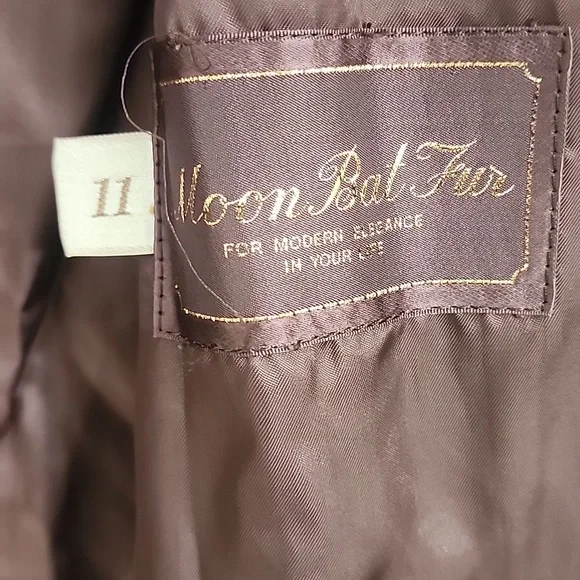 11
Moon Bat Fur
FOR MODERN ELEGANCE
IN YOUR LIFE